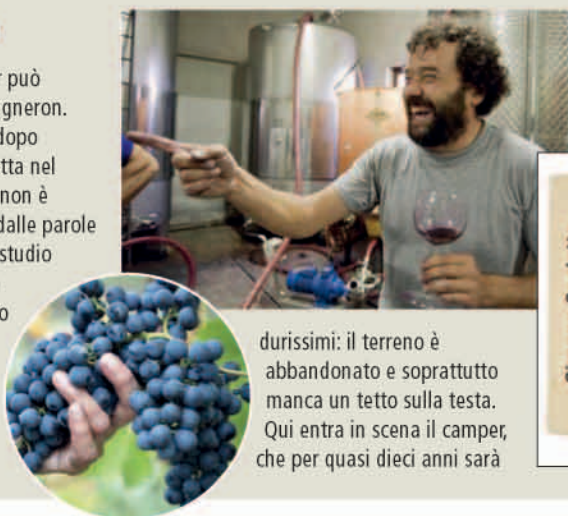 può
gneron.
dopo
tta nel
non è
dalle parole
studio
o
durissimi: il terreno è
abbandonato e soprattutto
manca un tetto sulla testa.
Qui entra in scena il camper,
che per quasi dieci anni sarà